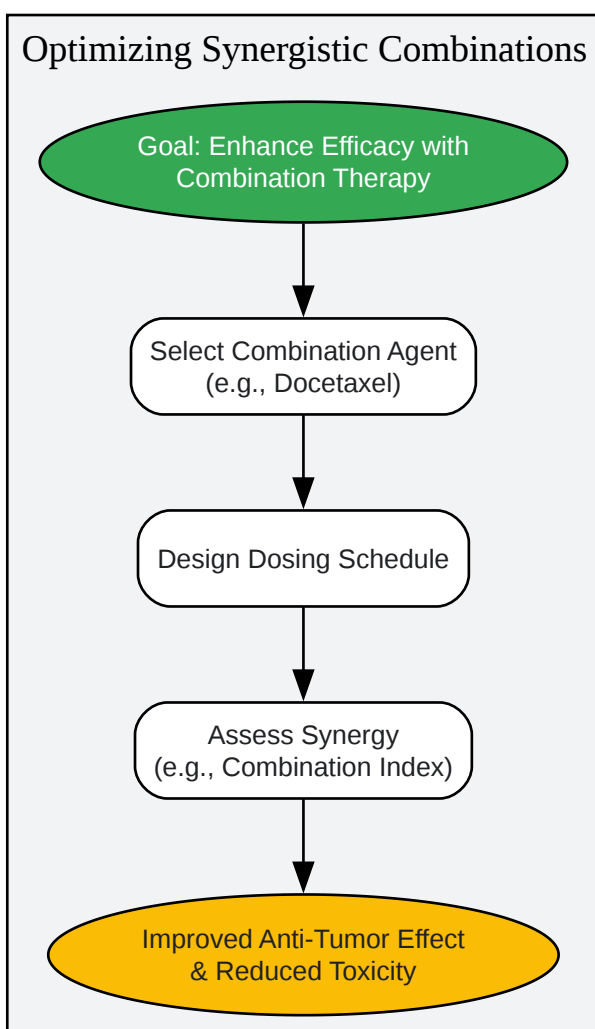 Optimizing Synergistic Combinations
Goal: Enhance Efficacy with
Combination Therapy
Select Combination Agent
(e.g., Docetaxel)
Design Dosing Schedule
Assess Synergy
(e.g., Combination Index)
Improved Anti-Tumor Effect
& Reduced Toxicity